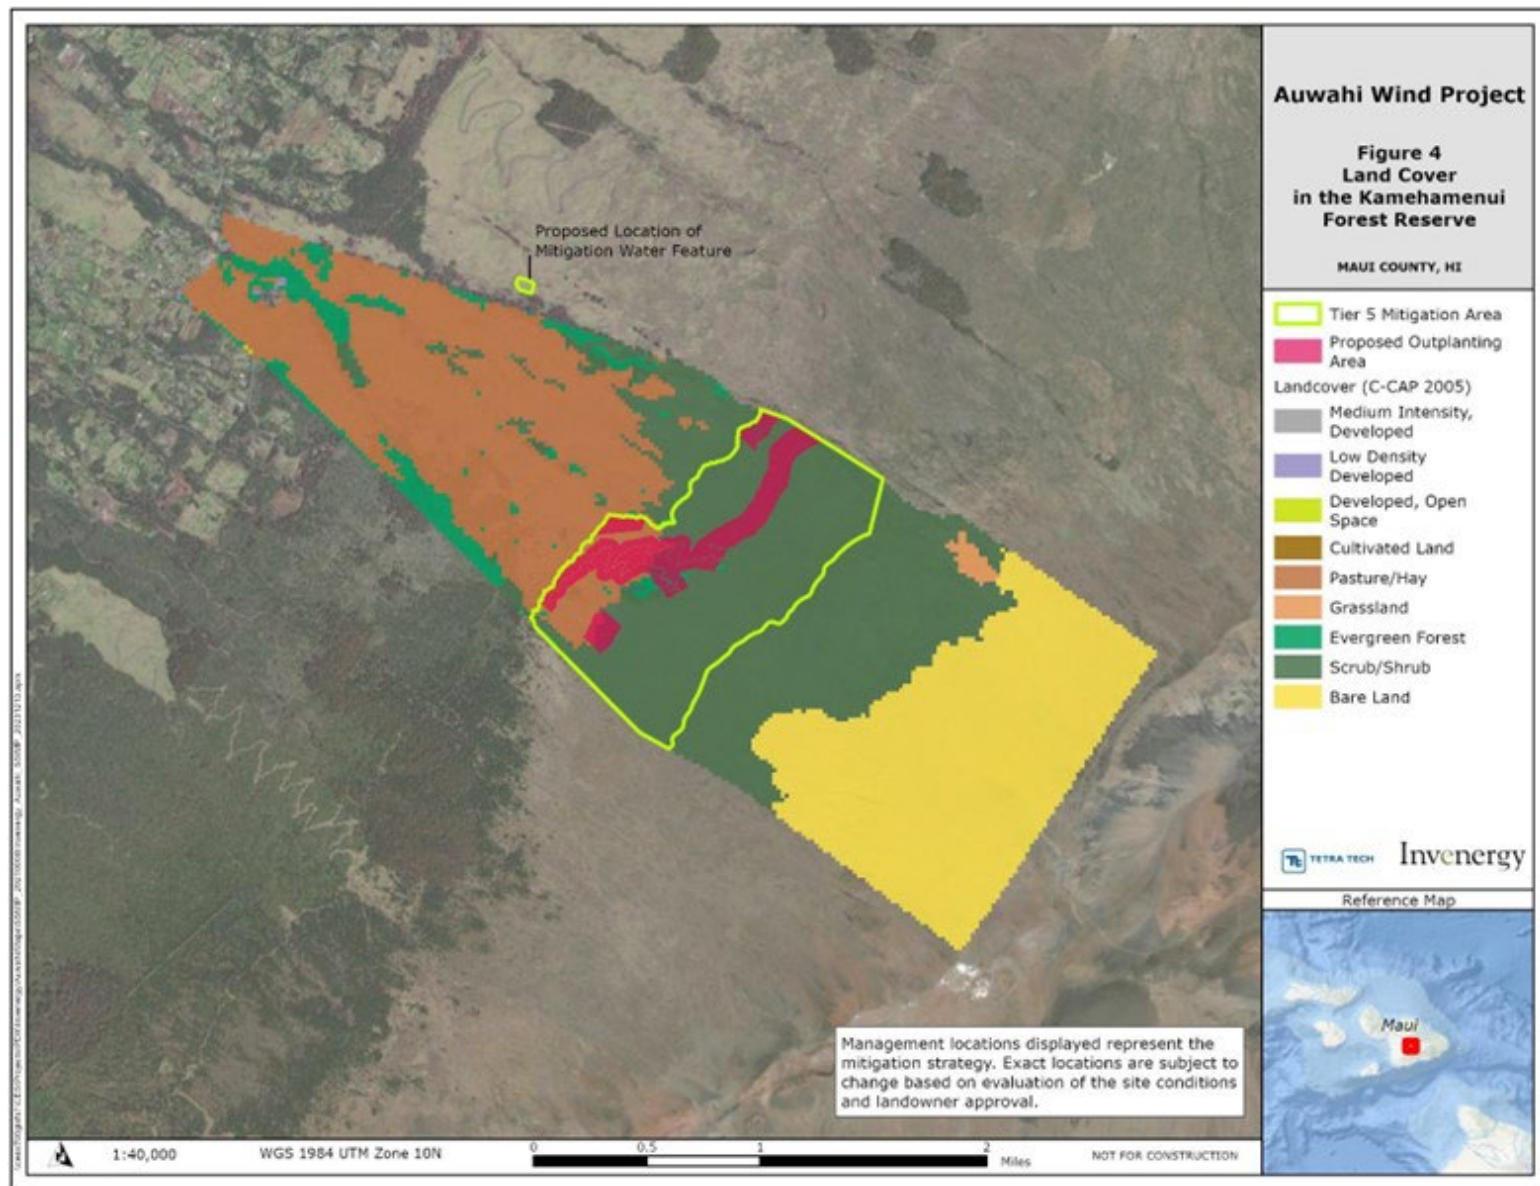 Auwahi Wind Project
Figure 4
Land Cover
in the Kamehamenui
Forest Reserve
MAUI COUNTY, HI
Proposed Location of
Mitigation Water Feature
Tier 5 Mitigation Area
Proposed Outplanting
Area
Landcover (C-CAP 2005)
Medium Intensity,
Developed
Low Density
Developed
Developed, Open
Space
Cultivated Land
Pasture/Hay
Grassland
Evergreen Forest
Scrub/Shrub
Bare Land
TETRA TECH
Invenergy
Reference Map
Maui
Management locations displayed represent the
mitigation strategy. Exact locations are subject to
change based on evaluation of the site conditions
and landowner approval.
1:40,000
WGS 1984 UTM Zone 10N
0 0.5 1 2
Miles
NOT FOR CONSTRUCTION